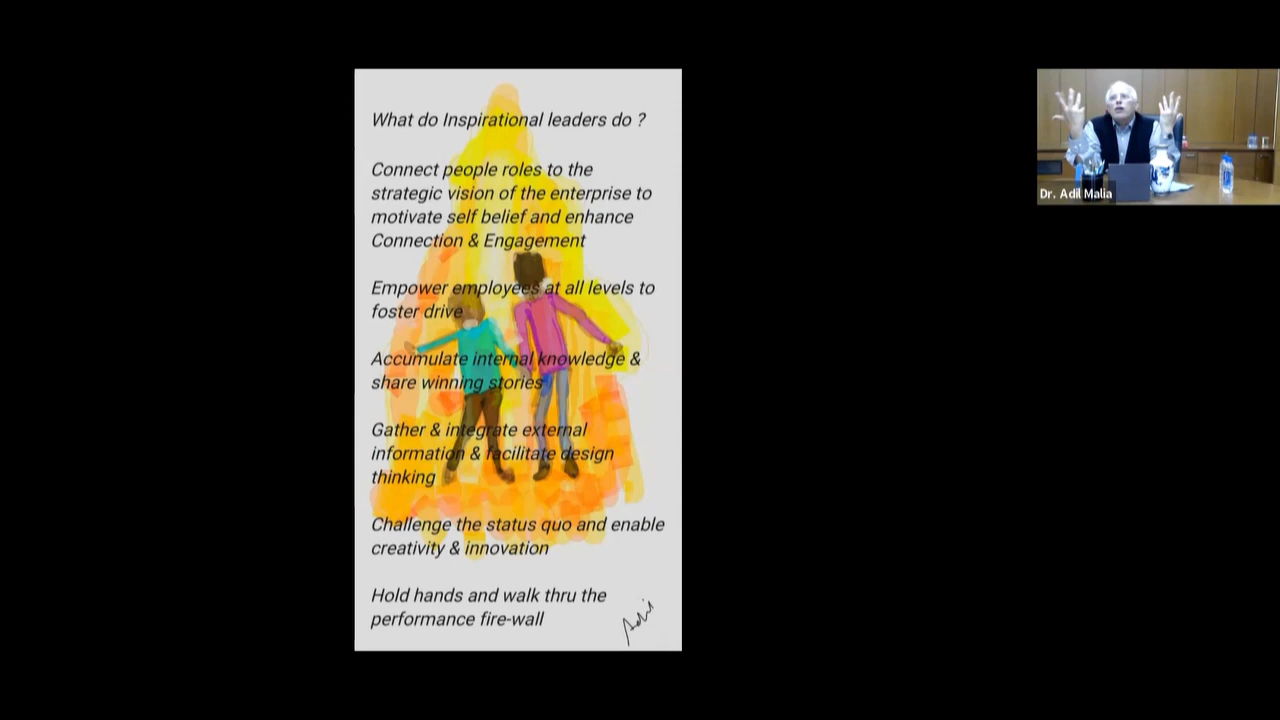 What do Inspirational leaders do ?
Connect people roles to the
strategic vision of the enterprise to
motivate self belief and enhance
Connection & Engagement
Empower employees at all levels to
foster drive
Accumulate internal knowledge &
share winning stories
Gather & integrate external
information & facilitate design
thinking
Challenge the status quo and enable
creativity & innovation
Hold hands and walk thru the
performance fire-wall
Adil
Dr. Adil Malia